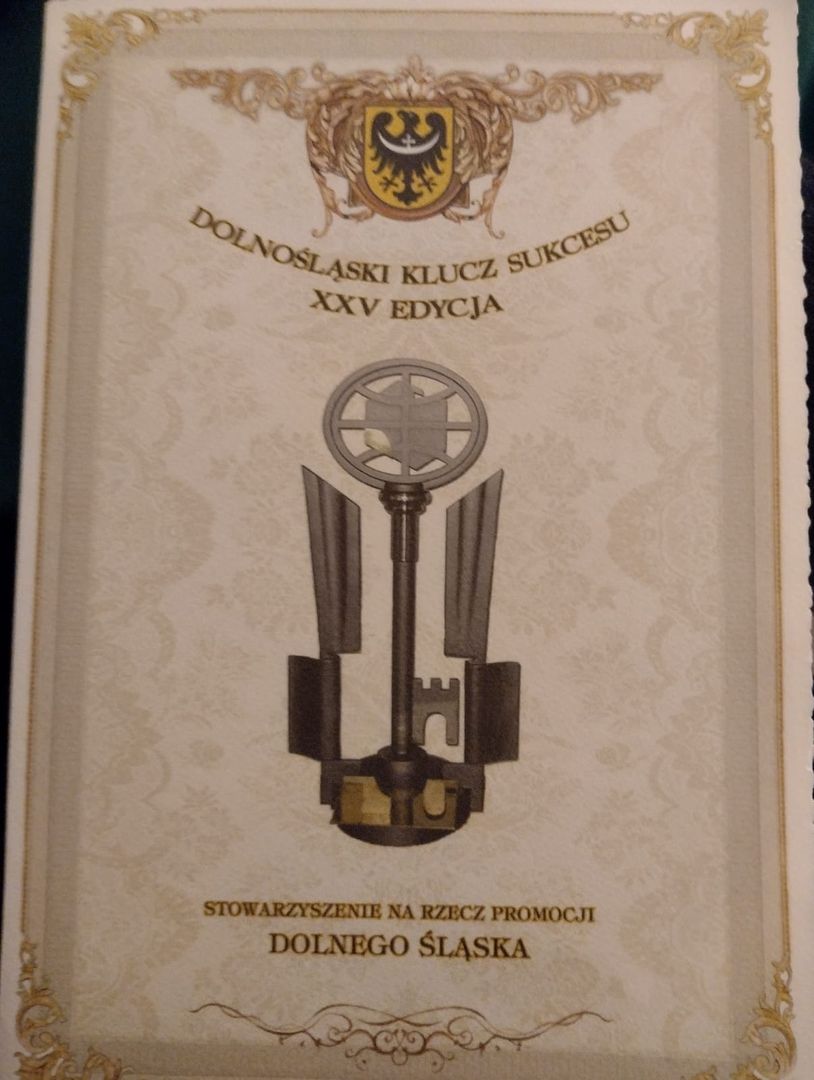 DOLNOŚLĄSKI KLUCZ SUKCESU
XXV EDYCJA
STOWARZYSZENIE NA RZECZ PROMOCJI
DOLNEGO ŚLĄSKA